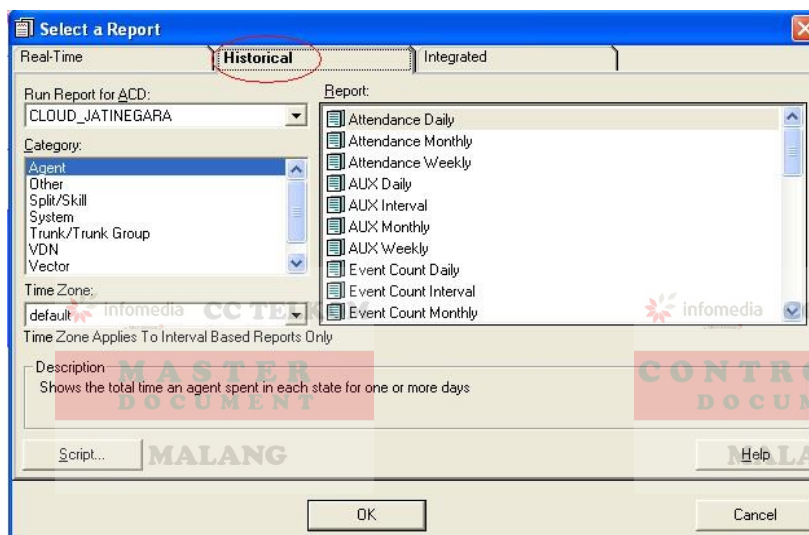 Select a Report
Real-Time
Historical
Integrated
Run Report for ACD:
CLOUD_JATINEGARA
Category:
Agent
Other
Split/Skill
System
Trunk/Trunk Group
VDN
Vector
Time Zone:
default
Time Zone Applies To Interval Based Reports Only
Report:
Attendance Daily
Attendance Monthly
Attendance Weekly
AUX Daily
AUX Interval
AUX Monthly
AUX Weekly
Event Count Daily
Event Count Interval
Event Count Monthly
infomedia CC TELKOM
infomedia
Description
Shows the total time an agent spent in each state for one or more days
MASTER
DOCUMENT
MALANG
CONTRO
DOCUM
MALA
Script...
Help
OK
Cancel